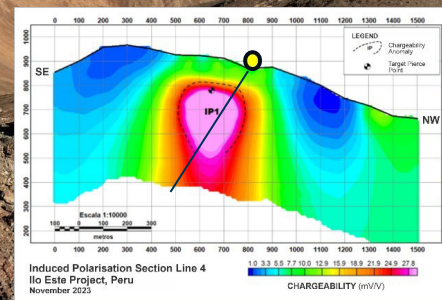 LEGEND
IP
Chargeability
Anomaly
Target Pierce
Point
SE
NW
IP1
1000
900
800
700
600
500
400
300
200
0 100 200 300 400 500 600 700 800 900 1000 1100 1200 1300 1400 1500
Escala 1:10000
100 0 100 200 300
metros
Induced Polarisation Section Line 4
Ilo Este Project, Peru
November 2023
1.0 3.3 5.5 7.7 10.0 12.9 15.9 18.9 21.9 24.9 27.8
CHARGEABILITY (mV/V)